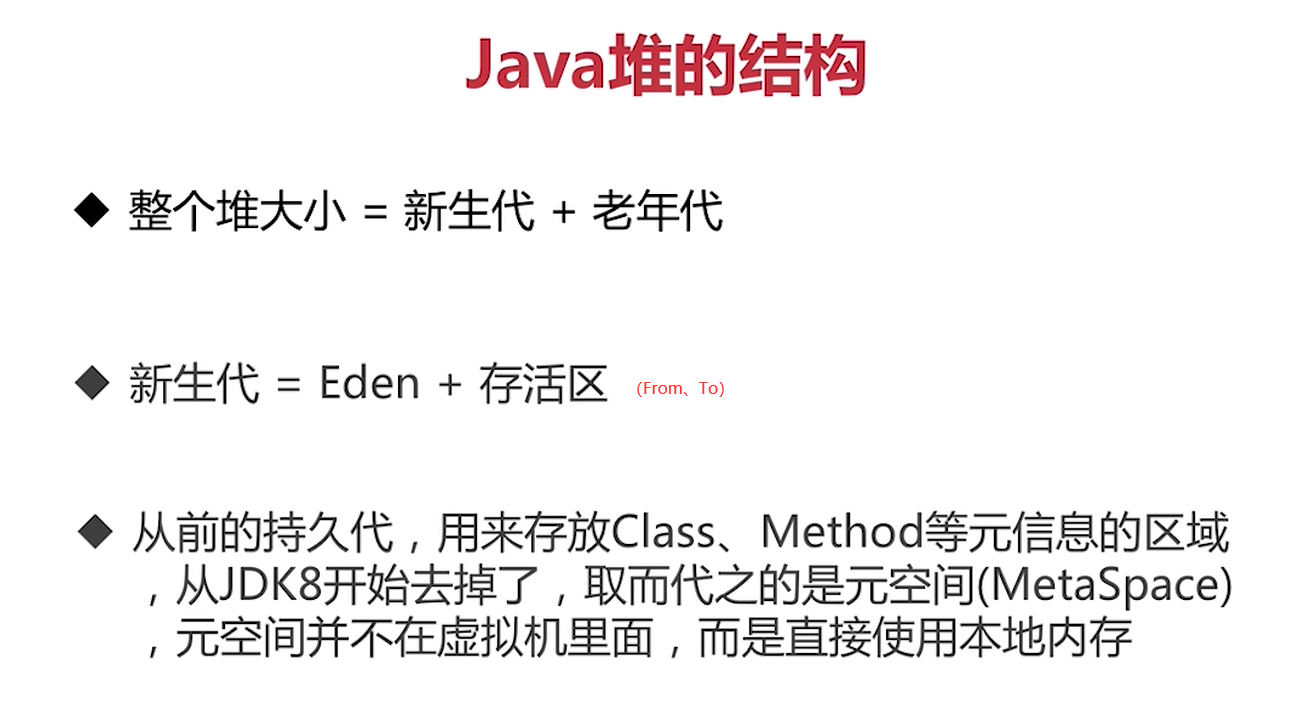 Java堆的结构
◆ 整个堆大小 = 新生代 + 老年代
◆ 新生代 = Eden + 存活区 (From、To)
◆ 从前的持久代，用来存放Class、Method等元信息的区域
，从JDK8开始去掉了，取而代之的是元空间(MetaSpace)
，元空间并不在虚拟机里面，而是直接使用本地内存